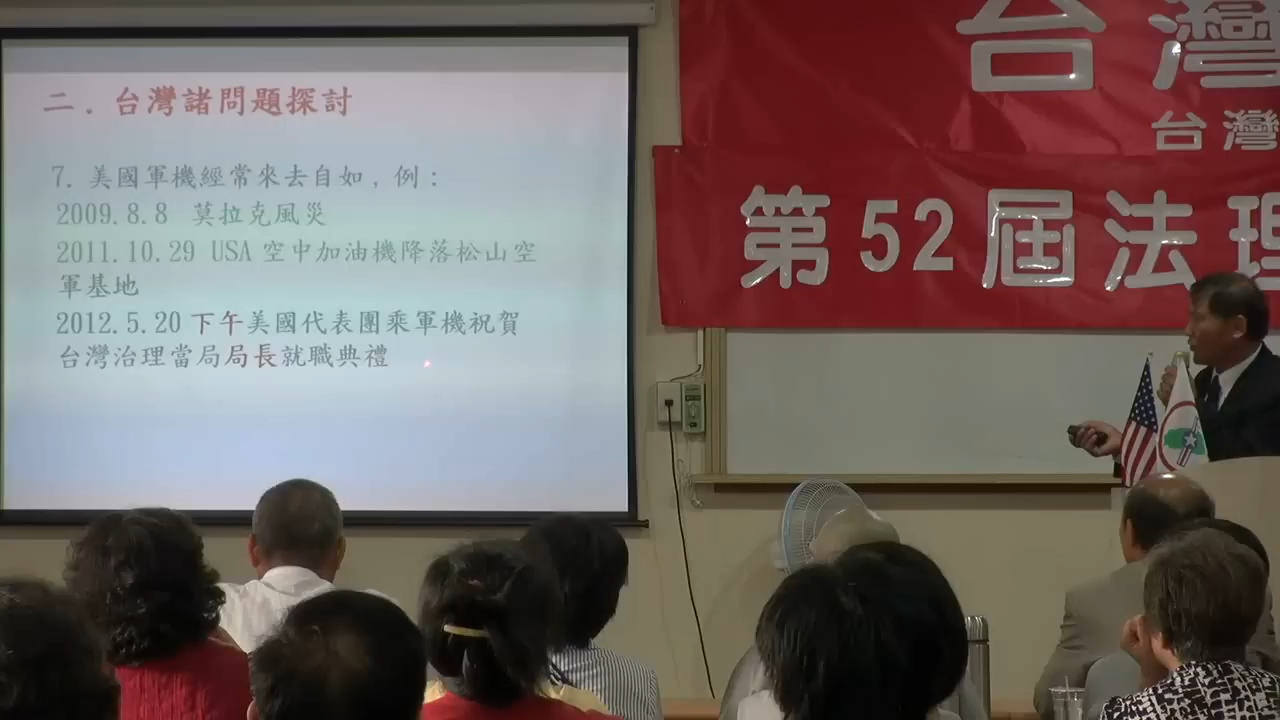 二. 台灣諸問題探討
7. 美國軍機經常來去自如, 例:
2009.8.8 莫拉克風災
2011.10.29 USA 空中加油機降落松山空
軍基地
2012.5.20 下午美國代表團乘軍機祝賀
台灣治理當局局長就職典禮
台灣
台灣
第52屆法理